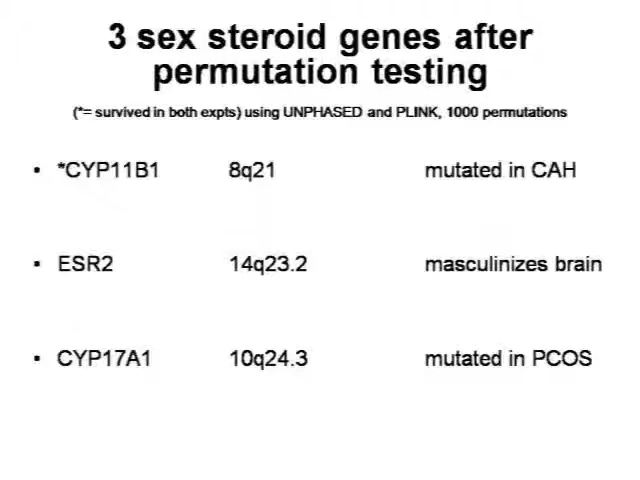 3 sex steroid genes after
permutation testing
(*= survived in both expts) using UNPHASED and PLINK, 1000 permutations
• *CYP11B1 8q21 mutated in CAH
• ESR2 14q23.2 masculinizes brain
• CYP17A1 10q24.3 mutated in PCOS